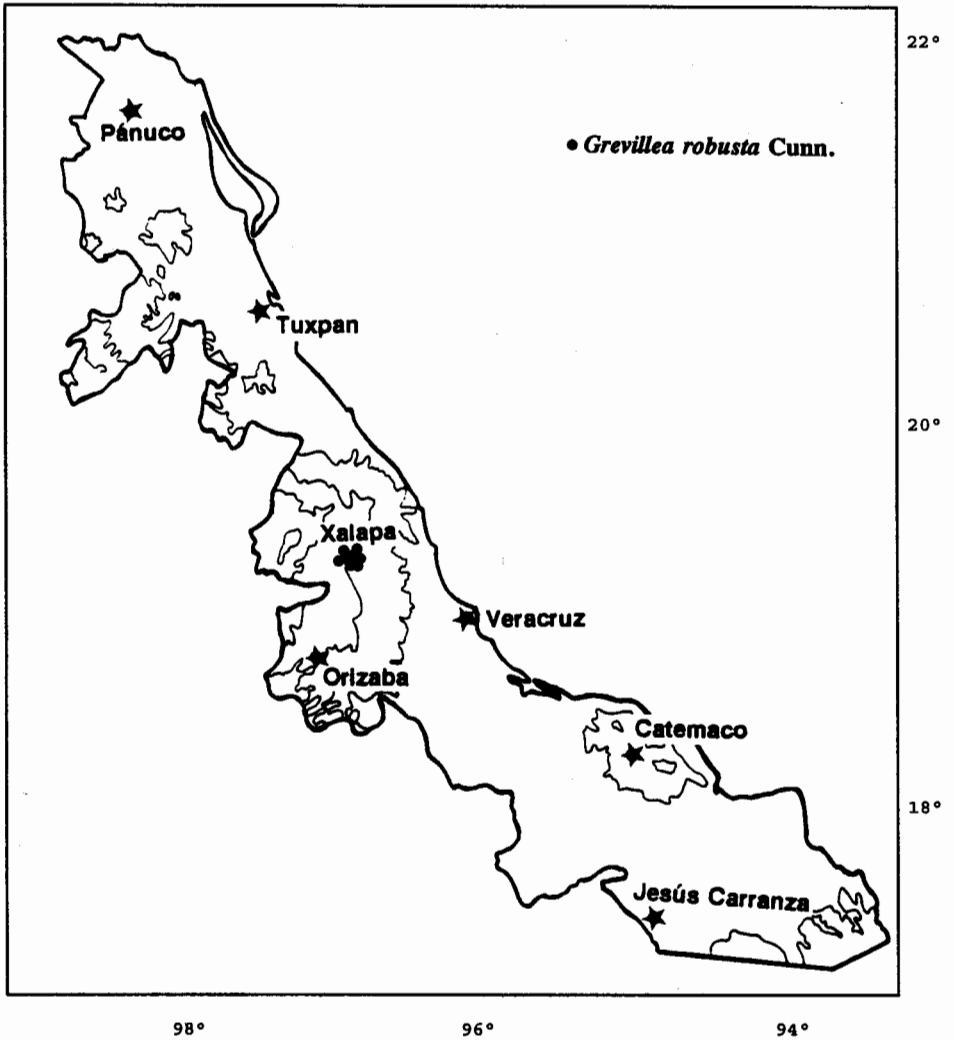 22°
Pánuco
• Grevillea robusta Cunn.
Tuxpan
20°
Xalapa
Veracruz
Orizaba
Catemaco
18°
Jesús Carranza
98° 96° 94°